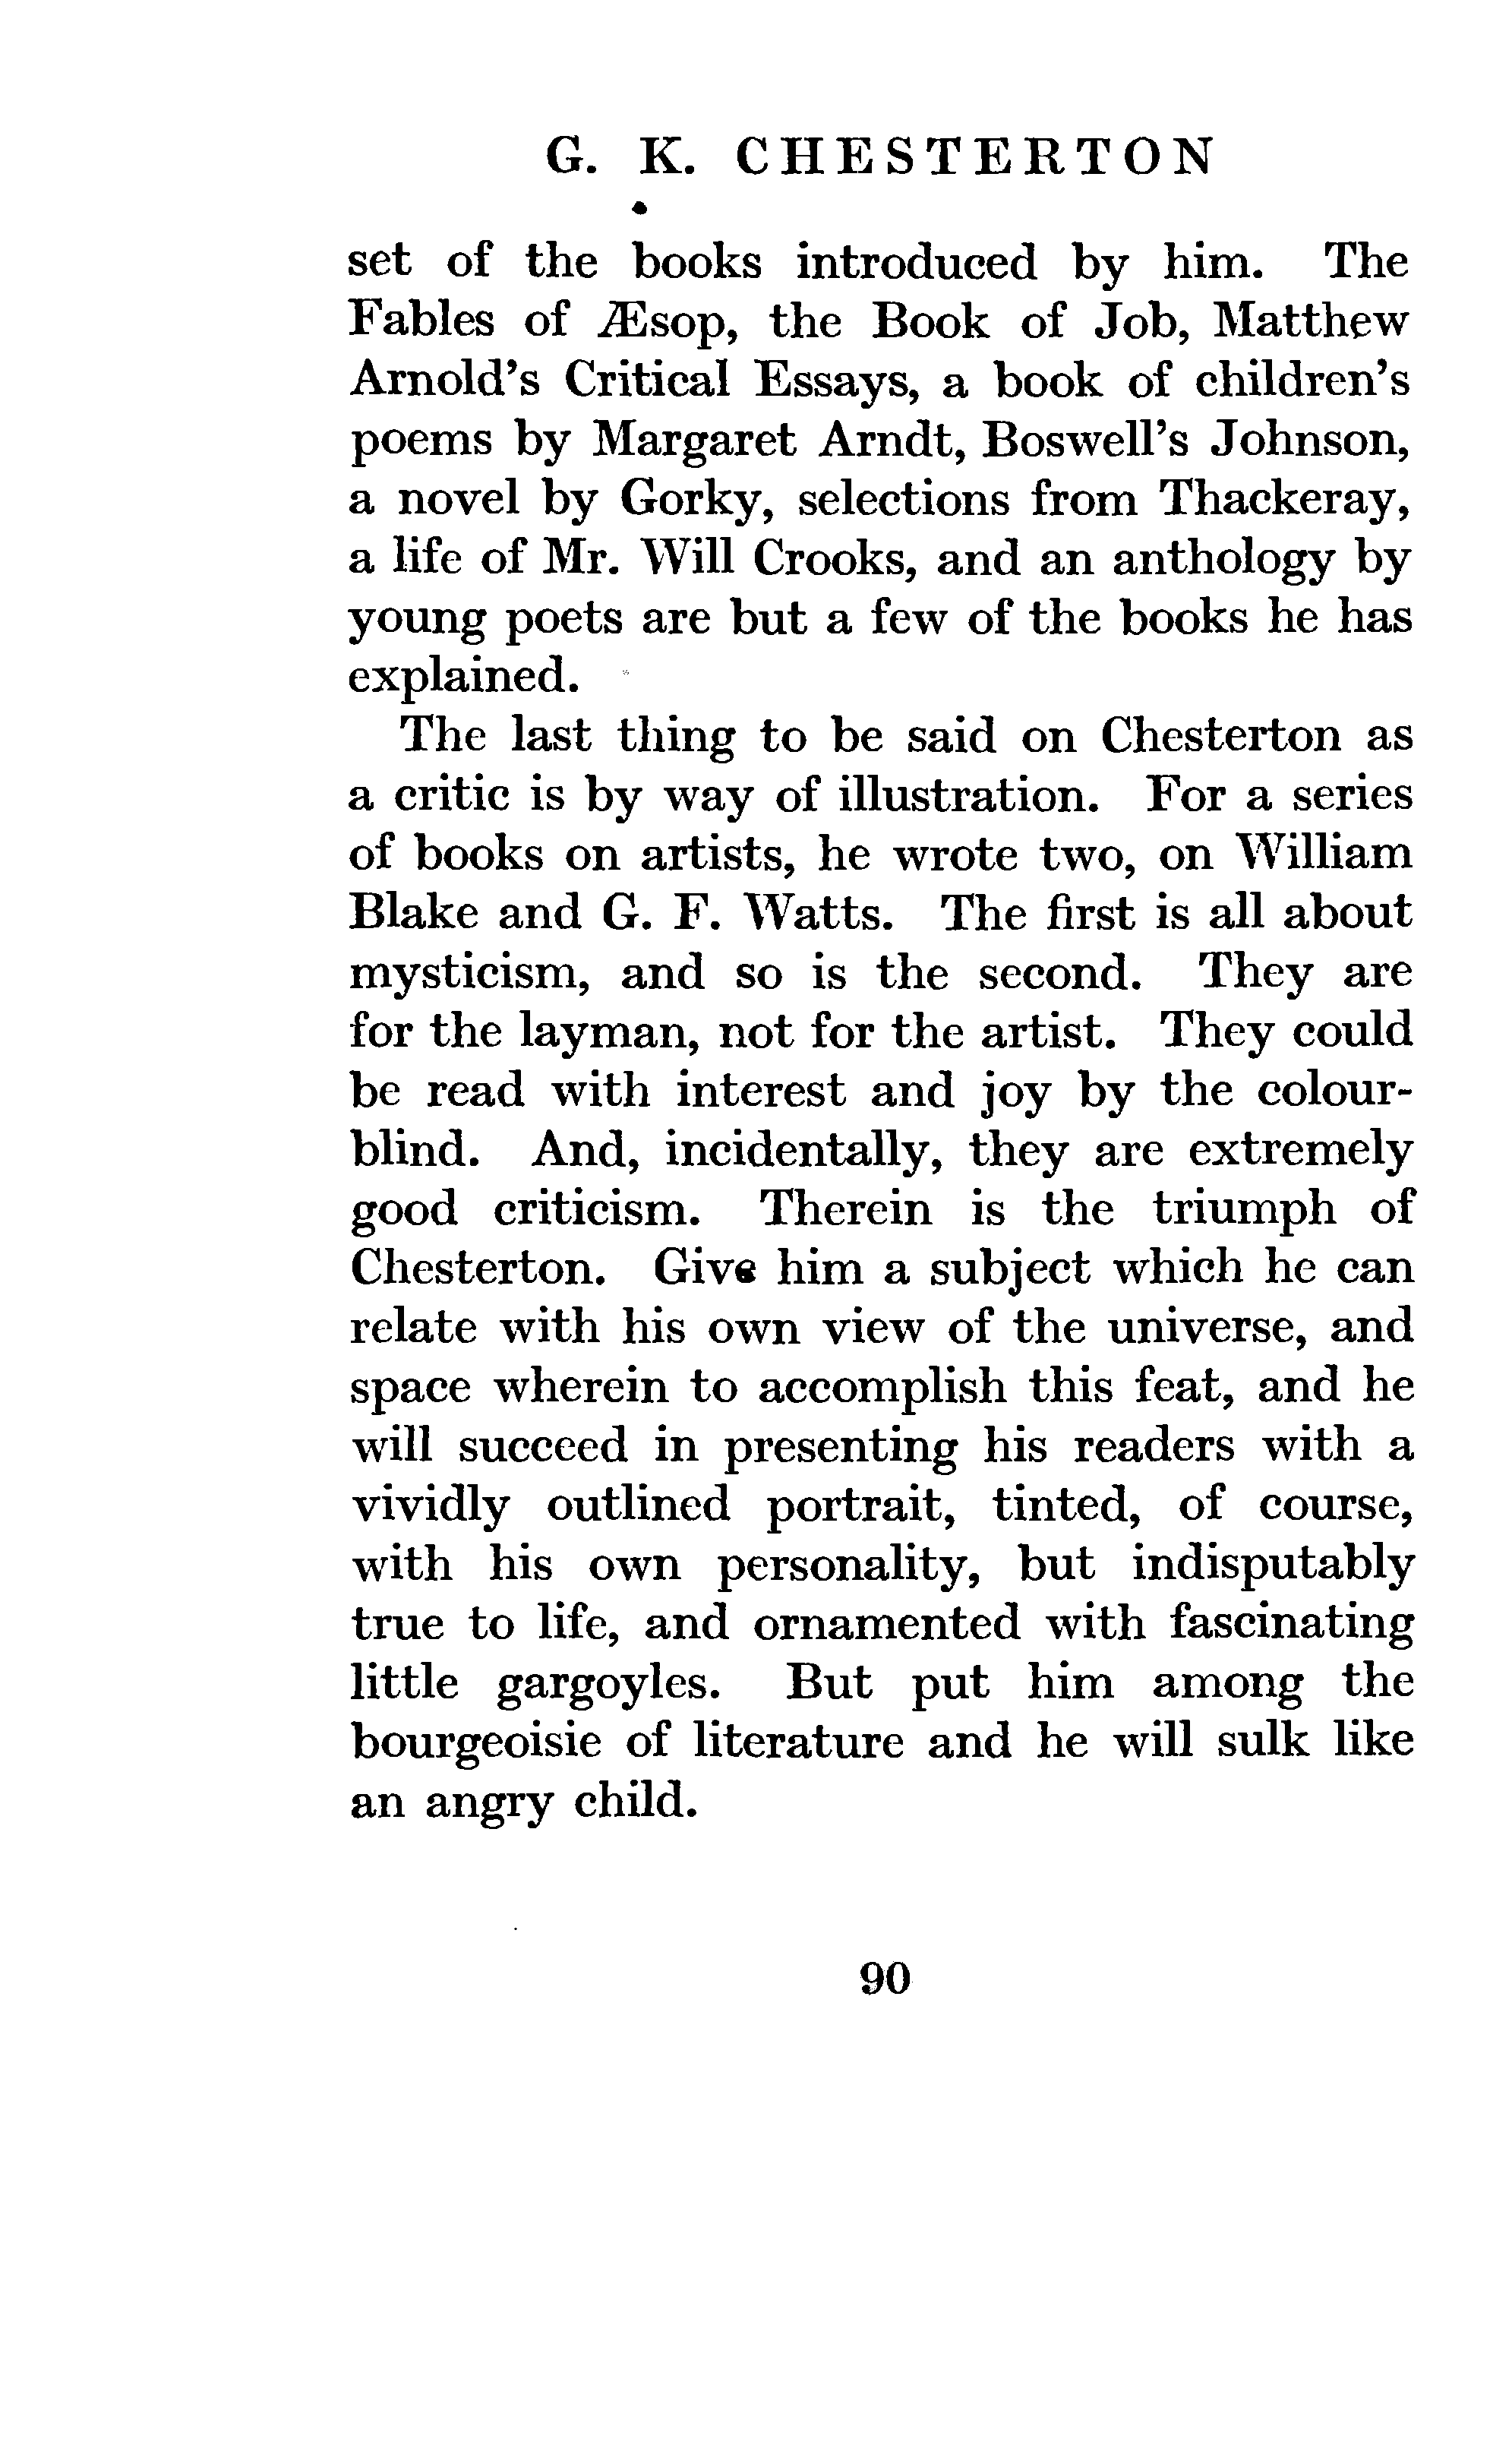 G. K. CHESTERTON
set of the books introduced by him. The
Fables of Æsop, the Book of Job, Matthew
Arnold's Critical Essays, a book of children's
poems by Margaret Arndt, Boswell's Johnson,
a novel by Gorky, selections from Thackeray,
a life of Mr. Will Crooks, and an anthology by
young poets are but a few of the books he has
explained.
The last thing to be said on Chesterton as
a critic is by way of illustration. For a series
of books on artists, he wrote two, on William
Blake and G. F. Watts. The first is all about
mysticism, and so is the second. They are
for the layman, not for the artist. They could
be read with interest and joy by the colour-
blind. And, incidentally, they are extremely
good criticism. Therein is the triumph of
Chesterton. Give him a subject which he can
relate with his own view of the universe, and
space wherein to accomplish this feat, and he
will succeed in presenting his readers with a
vividly outlined portrait, tinted, of course,
with his own personality, but indisputably
true to life, and ornamented with fascinating
little gargoyles. But put him among the
bourgeoisie of literature and he will sulk like
an angry child.
90